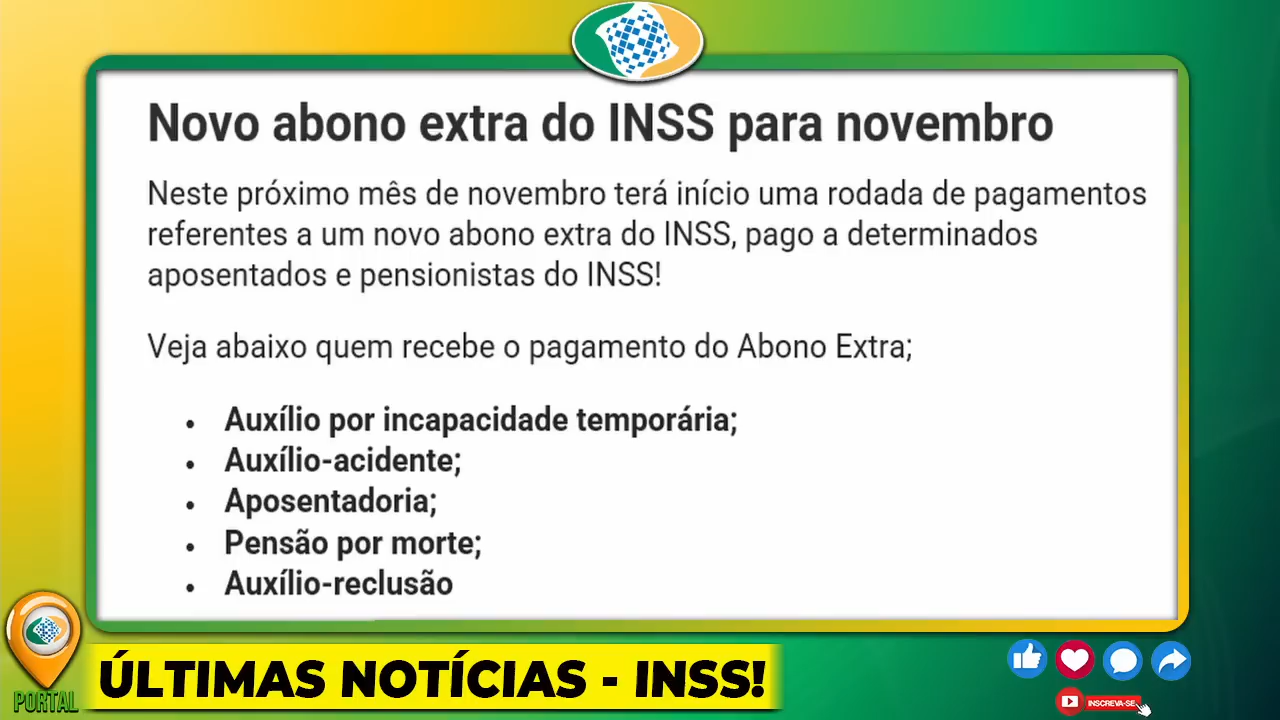 Novo abono extra do INSS para novembro
Neste próximo mês de novembro terá início uma rodada de pagamentos
referentes a um novo abono extra do INSS, pago a determinados
aposentados e pensionistas do INSS!
Veja abaixo quem recebe o pagamento do Abono Extra;
• Auxílio por incapacidade temporária;
• Auxílio-acidente;
• Aposentadoria;
• Pensão por morte;
• Auxílio-reclusão
PORTAL
ÚLTIMAS NOTÍCIAS - INSS!
INSCREVA-SE